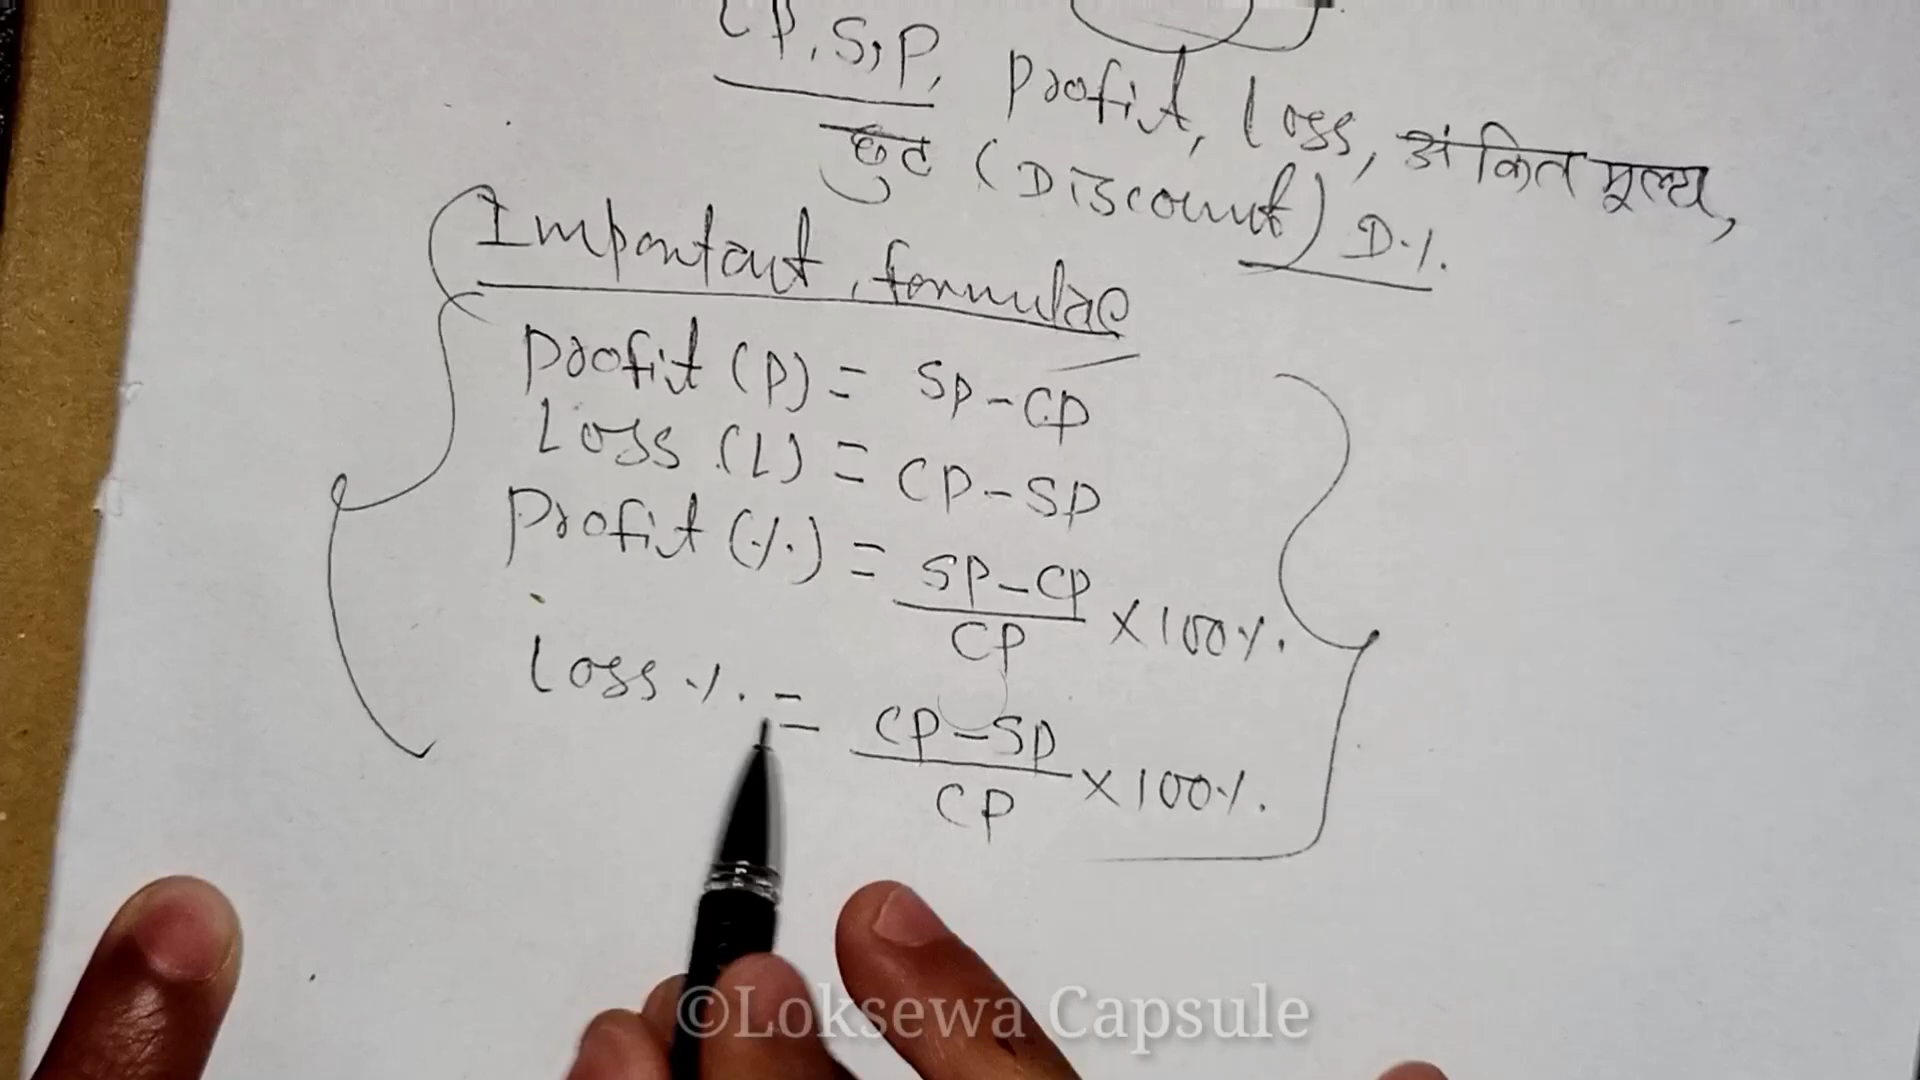 CP, S,P, Profit, Loss, अंकित मूल्य,
छुट (Discount) D%
Important formulae
Profit (P) = SP-CP
Loss (L) = CP-SP
Profit (%) = SP-CP / CP × 100%
Loss % = CP-SP / CP × 100%
©Loksewa Capsule